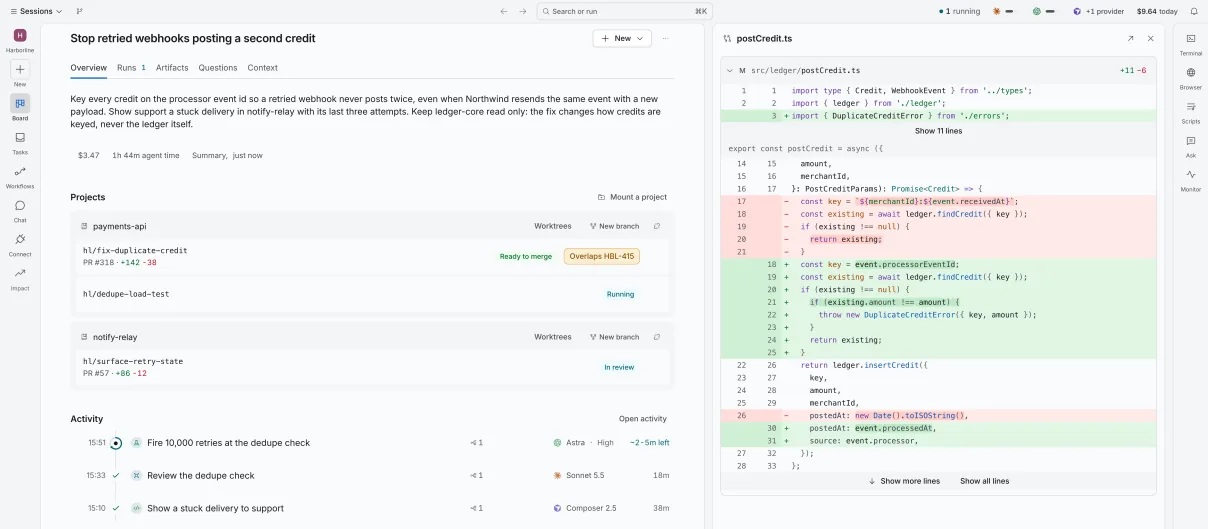 Sessions
Search or run
⌘K
1 running
+1 provider
$9.64 today
H
Harborline
New
Board
Tasks
Workflows
Chat
Connect
Impact
Stop retried webhooks posting a second credit
+ New
...
Overview Runs 1 Artifacts Questions Context
Key every credit on the processor event id so a retried webhook never posts twice, even when Northwind resends the same event with a new
payload. Show support a stuck delivery in notify-relay with its last three attempts. Keep ledger-core read only: the fix changes how credits are
keyed, never the ledger itself.
$3.47 1h 44m agent time Summary, just now
Projects
Mount a project
payments-api Worktrees New branch
hl/fix-duplicate-credit
PR #318 · +142 -38
Ready to merge Overlaps HBL-415
hl/dedupe-load-test Running
notify-relay Worktrees New branch
hl/surface-retry-state
PR #57 · +86 -12
In review
Activity Open activity
15:51 Fire 10,000 retries at the dedupe check 1 Astra · High ~2-5m left
15:33 Review the dedupe check 1 Sonnet 5.5 18m
15:10 Show a stuck delivery to support 1 Composer 2.5 38m
postCredit.ts
M src/ledger/postCredit.ts +11 -6
1 1 import type { Credit, WebhookEvent } from '../types';
2 2 import { ledger } from './ledger';
3 + import { DuplicateCreditError } from './errors';
Show 11 lines
export const postCredit = async ({
14 15 amount,
15 16 merchantId,
16 17 }: PostCreditParams): Promise<Credit> => {
17 - const key = `${merchantId}:${event.receivedAt}`;
18 - const existing = await ledger.findCredit({ key });
19 - if (existing !== null) {
20 - return existing;
21 - }
18 + const key = event.processorEventId;
19 + const existing = await ledger.findCredit({ key });
20 + if (existing !== null) {
21 + if (existing.amount !== amount) {
22 + throw new DuplicateCreditError({ key, amount });
23 + }
24 + return existing;
25 + }
22 26 return ledger.insertCredit({
23 27 key,
24 28 amount,
25 29 merchantId,
26 - postedAt: new Date().toISOString(),
30 + postedAt: event.processedAt,
31 + source: event.processor,
27 32 });
28 33 };
Show more lines Show all lines
Terminal
Browser
Scripts
Ask
Monitor